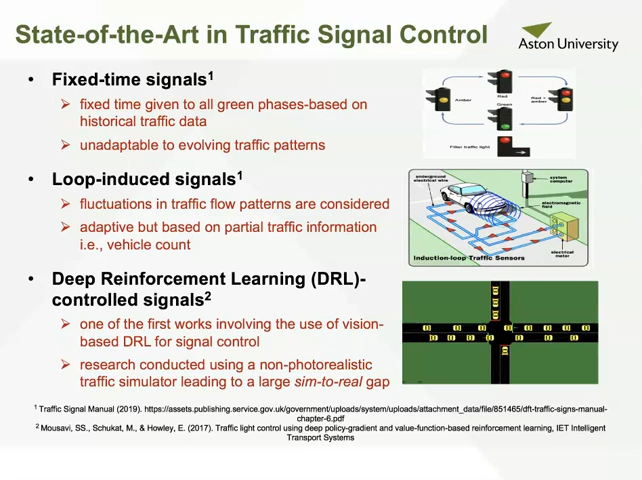 State-of-the-Art in Traffic Signal Control
Aston University
• Fixed-time signals1
➢ fixed time given to all green phases-based on
historical traffic data
➢ unadaptable to evolving traffic patterns
Red
Amber
Red +
amber
Green
Filter traffic light
• Loop-induced signals1
➢ fluctuations in traffic flow patterns are considered
➢ adaptive but based on partial traffic information
i.e., vehicle count
underground
electrical wire
system
computer
electromagnetic
field
electrical
meter
Induction-loop Traffic Sensors
• Deep Reinforcement Learning (DRL)-
controlled signals2
➢ one of the first works involving the use of vision-
based DRL for signal control
➢ research conducted using a non-photorealistic
traffic simulator leading to a large sim-to-real gap
1 Traffic Signal Manual (2019). https://assets.publishing.service.gov.uk/government/uploads/system/uploads/attachment_data/file/851465/dft-traffic-signs-manual-
chapter-6.pdf
2 Mousavi, SS., Schukat, M., & Howley, E. (2017). Traffic light control using deep policy-gradient and value-function-based reinforcement learning, IET Intelligent
Transport Systems